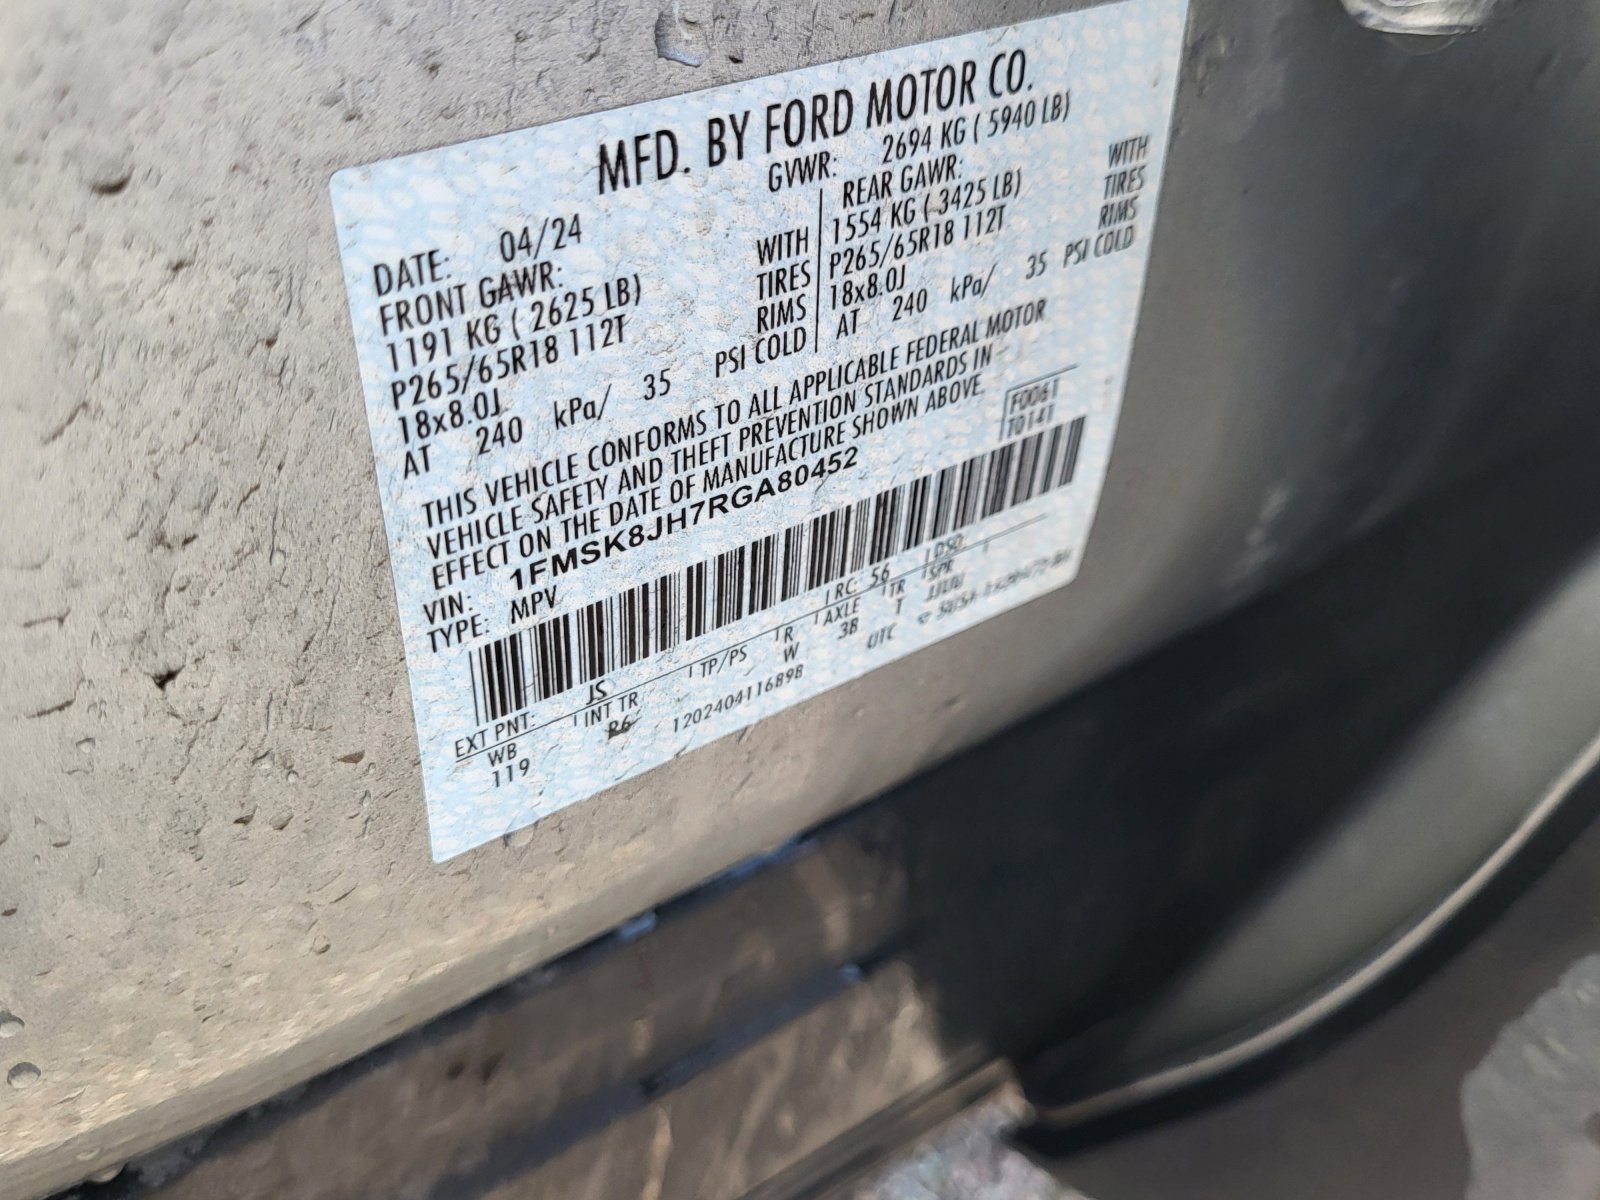 MFD. BY FORD MOTOR CO.
DATE: 04/24 GVWR: 2694 KG ( 5940 LB)
FRONT GAWR: REAR GAWR:
1191 KG ( 2625 LB) WITH 1554 KG ( 3425 LB) WITH
P265/65R18 112T TIRES P265/65R18 112T TIRES
18x8.0J RIMS 18x8.0J RIMS
AT 240 kPa/ 35 PSI COLD AT 240 kPa/ 35 PSI COLD
THIS VEHICLE CONFORMS TO ALL APPLICABLE FEDERAL MOTOR
VEHICLE SAFETY AND THEFT PREVENTION STANDARDS IN
EFFECT ON THE DATE OF MANUFACTURE SHOWN ABOVE.
VIN: 1FMSK8JH7RGA80452 F0061
TYPE: MPV T0141
EXT PNT: JS RC: 56 DSO:
WB INT TR TP/PS R AXLE TR SPR
119 R6 W 3B T JJUU
1202404116898 UTC